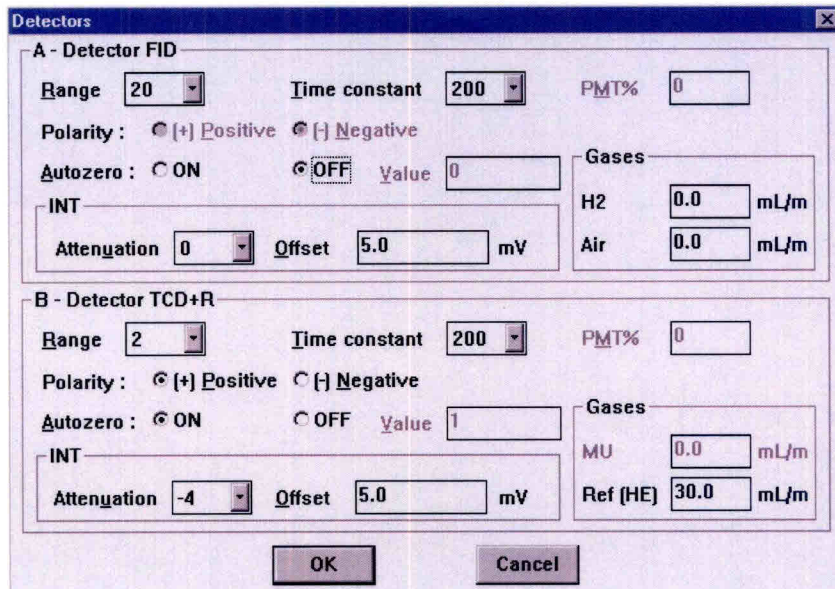 Detectors
A - Detector FID
Range 20 Time constant 200 PMT% 0
Polarity : (+) Positive (-) Negative
Autozero : ON OFF Value 0
Gases
H2 0.0 mL/m
Air 0.0 mL/m
INT
Attenuation 0 Offset 5.0 mV
B - Detector TCD+R
Range 2 Time constant 200 PMT% 0
Polarity : (+) Positive (-) Negative
Autozero : ON OFF Value 1
Gases
MU 0.0 mL/m
Ref (HE) 30.0 mL/m
INT
Attenuation -4 Offset 5.0 mV
OK Cancel